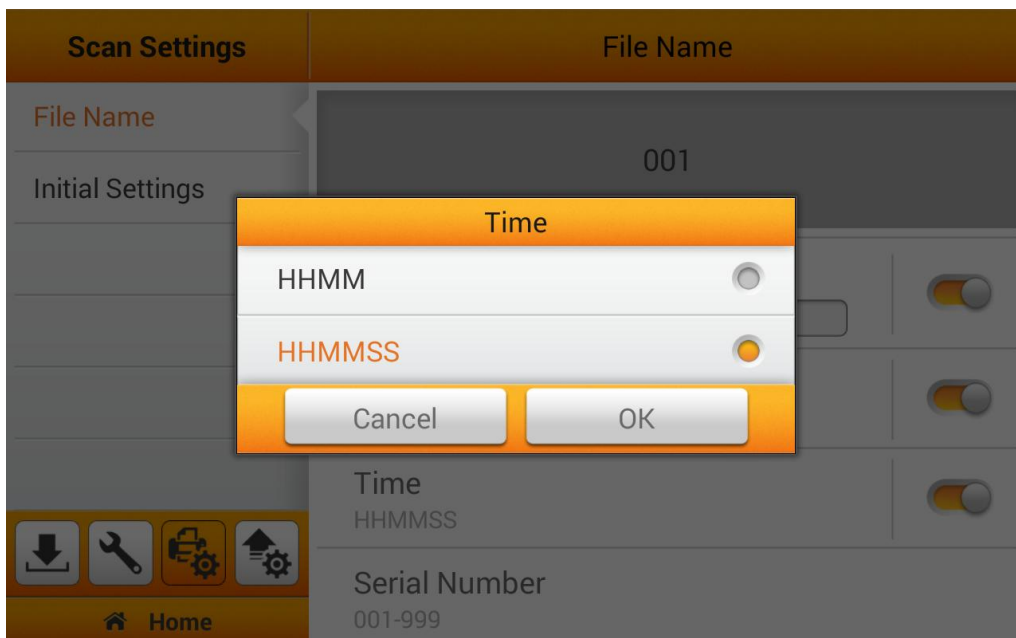 Scan Settings
File Name
File Name
Initial Settings
001
Time
HHMM
HHMMSS
Cancel
OK
Time
HHMMSS
Serial Number
001-999
Home